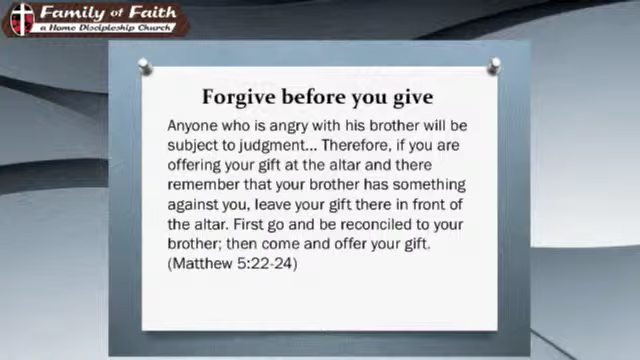 Family of Faith
a Home Discipleship Church
Forgive before you give
Anyone who is angry with his brother will be
subject to judgment... Therefore, if you are
offering your gift at the altar and there
remember that your brother has something
against you, leave your gift there in front of
the altar. First go and be reconciled to your
brother; then come and offer your gift.
(Matthew 5:22-24)